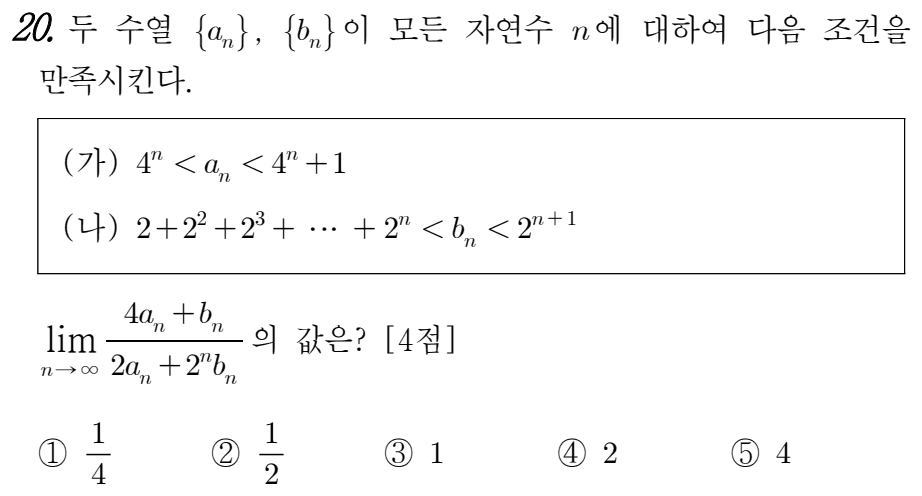 20. 두 수열 {aₙ}, {bₙ}이 모든 자연수 n에 대하여 다음 조건을
만족시킨다.
(가) 4ⁿ < aₙ < 4ⁿ + 1
(나) 2 + 2² + 2³ + ⋯ + 2ⁿ < bₙ < 2ⁿ⁺¹
lim_{n→∞} (4aₙ + bₙ)/(2aₙ + 2ⁿbₙ) 의 값은? [4점]
① 1/4 ② 1/2 ③ 1 ④ 2 ⑤ 4